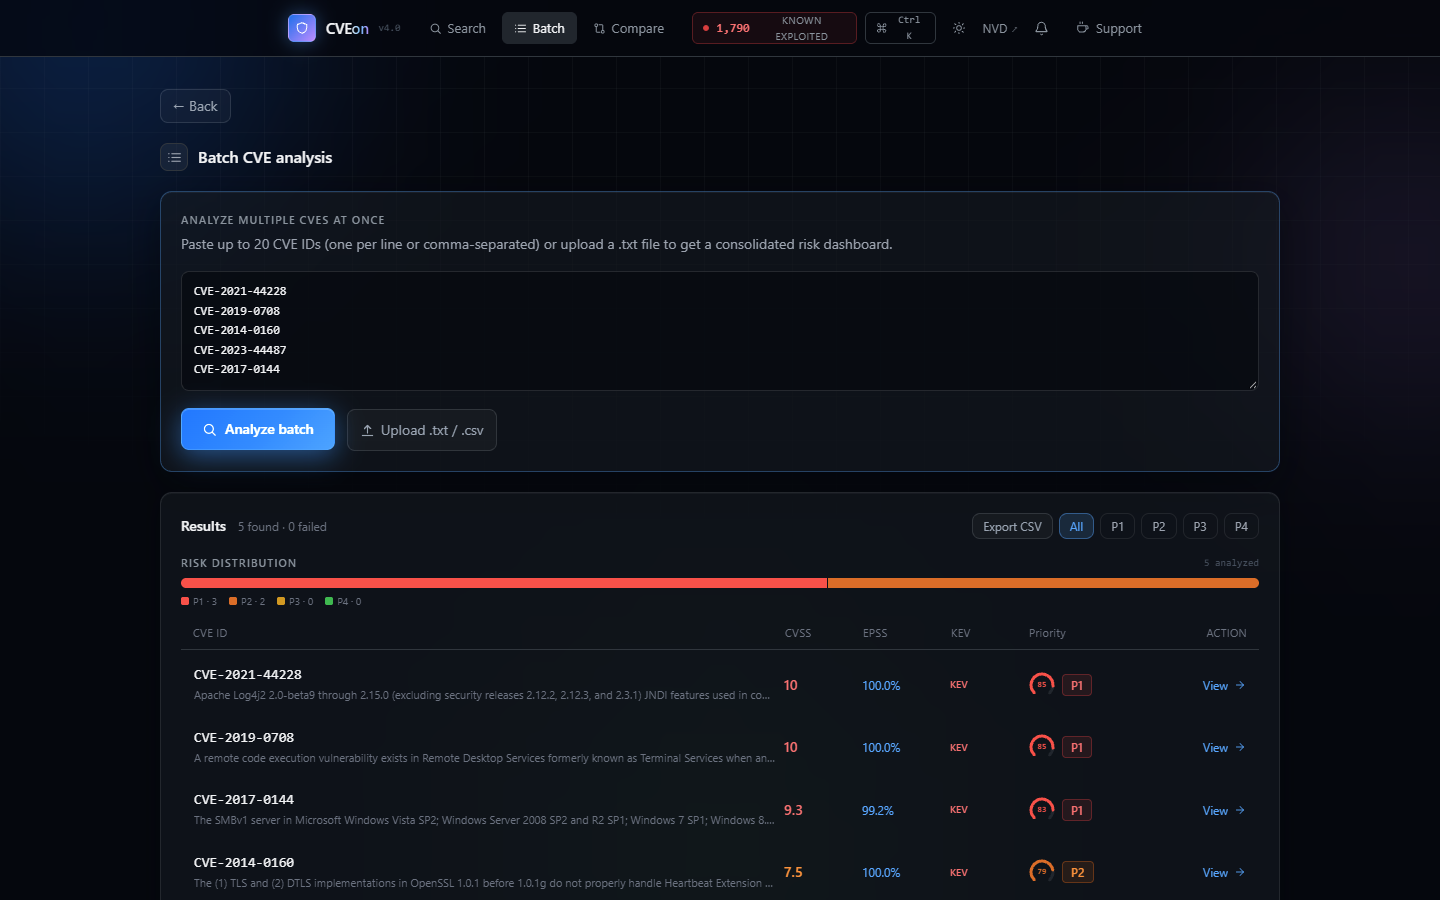 CVEon v4.0 Search Batch Compare 1,790 KNOWN EXPLOITED ⌘ Ctrl K NVD ↗ Support
← Back
Batch CVE analysis
ANALYZE MULTIPLE CVES AT ONCE
Paste up to 20 CVE IDs (one per line or comma-separated) or upload a .txt file to get a consolidated risk dashboard.
CVE-2021-44228
CVE-2019-0708
CVE-2014-0160
CVE-2023-44487
CVE-2017-0144
Analyze batch Upload .txt / .csv
Results 5 found · 0 failed Export CSV All P1 P2 P3 P4
RISK DISTRIBUTION 5 analyzed
P1 · 3 P2 · 2 P3 · 0 P4 · 0
CVE ID CVSS EPSS KEV Priority ACTION
CVE-2021-44228
Apache Log4j2 2.0-beta9 through 2.15.0 (excluding security releases 2.12.2, 2.12.3, and 2.3.1) JNDI features used in co... 10 100.0% KEV 85 P1 View →
CVE-2019-0708
A remote code execution vulnerability exists in Remote Desktop Services formerly known as Terminal Services when an... 10 100.0% KEV 85 P1 View →
CVE-2017-0144
The SMBv1 server in Microsoft Windows Vista SP2; Windows Server 2008 SP2 and R2 SP1; Windows 7 SP1; Windows 8.... 9.3 99.2% KEV 83 P1 View →
CVE-2014-0160
The (1) TLS and (2) DTLS implementations in OpenSSL 1.0.1 before 1.0.1g do not properly handle Heartbeat Extension ... 7.5 100.0% KEV 79 P2 View →